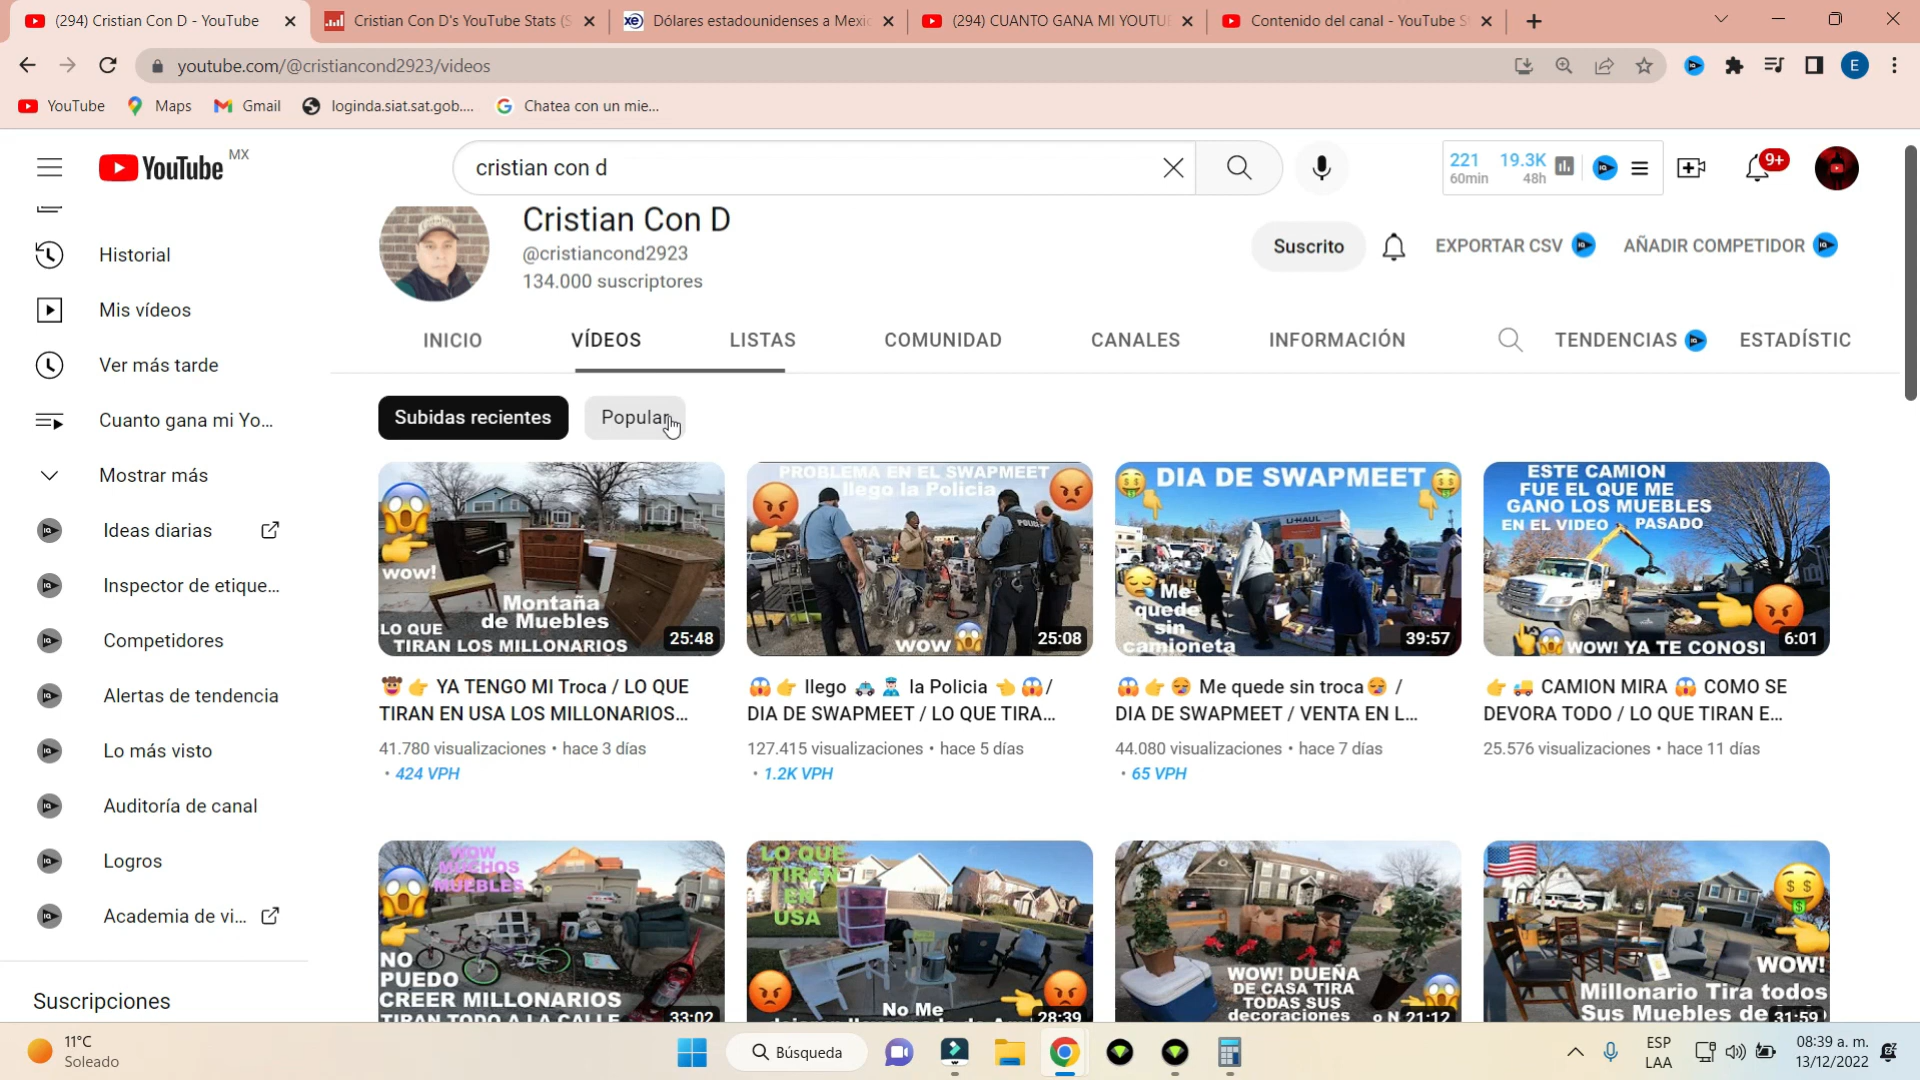 (294) Cristian Con D - YouTube
Cristian Con D's YouTube Stats (S
Dólares estadounidenses a Mexic
(294) CUANTO GANA MI YOUTU
Contenido del canal - YouTube S
youtube.com/@cristiancond2923/videos
E
YouTube
Maps
Gmail
loginda.siat.sat.gob....
Chatea con un mie...
YouTube MX
cristian con d
221 19.3K
60min 48h
9+
Historial
Mis vídeos
Ver más tarde
Cuanto gana mi Yo...
Mostrar más
Ideas diarias
Inspector de etique...
Competidores
Alertas de tendencia
Lo más visto
Auditoría de canal
Logros
Academia de vi...
Suscripciones
Cristian Con D
@cristiancond2923
134.000 suscriptores
Suscrito
EXPORTAR CSV
AÑADIR COMPETIDOR
INICIO
VÍDEOS
LISTAS
COMUNIDAD
CANALES
INFORMACIÓN
TENDENCIAS
ESTADÍSTIC
Subidas recientes
Popular
wow!
Montaña
de Muebles
LO QUE
TIRAN LOS MILLONARIOS
25:48
🤠👉 YA TENGO MI Troca / LO QUE
TIRAN EN USA LOS MILLONARIOS...
41.780 visualizaciones • hace 3 días
• 424 VPH
PROBLEMA EN EL SWAPMEET
llego la Policia
POLICE
wow
25:08
😱👉 llego 🚓👮 la Policia 👈😱/
DIA DE SWAPMEET / LO QUE TIRA...
127.415 visualizaciones • hace 5 días
• 1.2K VPH
DIA DE SWAPMEET
U-HAUL
Me
quede
sin
camioneta
39:57
😱👉😪 Me quede sin troca😪 /
DIA DE SWAPMEET / VENTA EN L...
44.080 visualizaciones • hace 7 días
• 65 VPH
ESTE CAMION
FUE EL QUE ME
GANO LOS MUEBLES
EN EL VIDEO PASADO
WOW! YA TE CONOSI
6:01
👉🚚 CAMION MIRA 😱 COMO SE
DEVORA TODO / LO QUE TIRAN E...
25.576 visualizaciones • hace 11 días
WOW
MUCHOS
MUEBLES
NO
PUEDO
CREER MILLONARIOS
TIRAN TODO A LA CALLE
33:02
LO QUE
TIRAN
EN
USA
No Me
28:39
WOW! DUEÑA
DE CASA TIRA
TODAS SUS
decoraciones
21:12
WOW!
Millonario Tira todos
Sus Muebles de
31:59
11°C
Soleado
Búsqueda
ESP
LAA
08:39 a. m.
13/12/2022